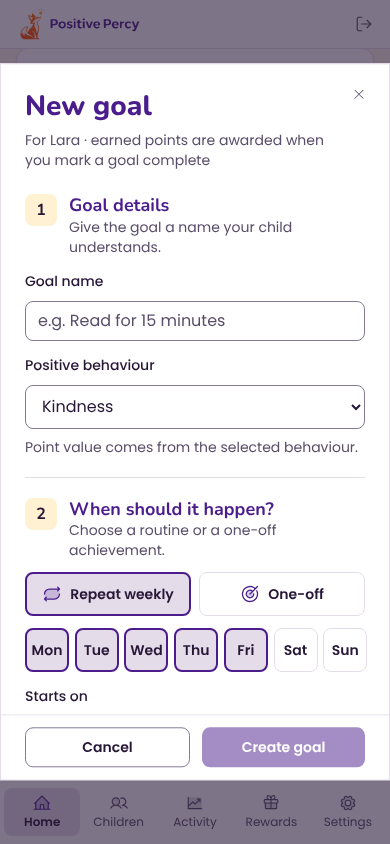 Positive Percy
New goal
For Lara · earned points are awarded when
you mark a goal complete
1
Goal details
Give the goal a name your child
understands.
Goal name
e.g. Read for 15 minutes
Positive behaviour
Kindness
Point value comes from the selected behaviour.
2
When should it happen?
Choose a routine or a one-off
achievement.
Repeat weekly One-off
Mon Tue Wed Thu Fri Sat Sun
Starts on
Cancel Create goal
Home Children Activity Rewards Settings